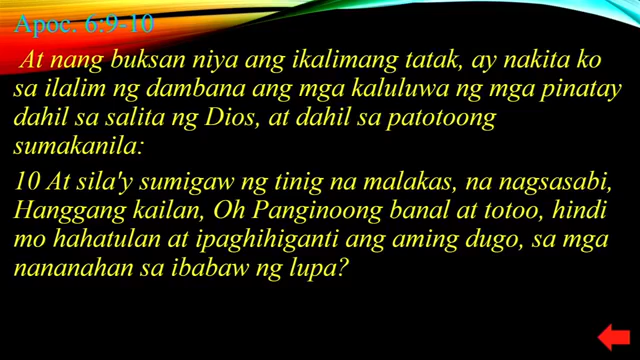 Apoc. 6:9-10
At nang buksan niya ang ikalimang tatak, ay nakita ko
sa ilalim ng dambana ang mga kaluluwa ng mga pinatay
dahil sa salita ng Dios, at dahil sa patotoong
sumakanila:
10 At sila'y sumigaw ng tinig na malakas, na nagsasabi,
Hanggang kailan, Oh Panginoong banal at totoo, hindi
mo hahatulan at ipaghihiganti ang aming dugo, sa mga
nananahan sa ibabaw ng lupa?